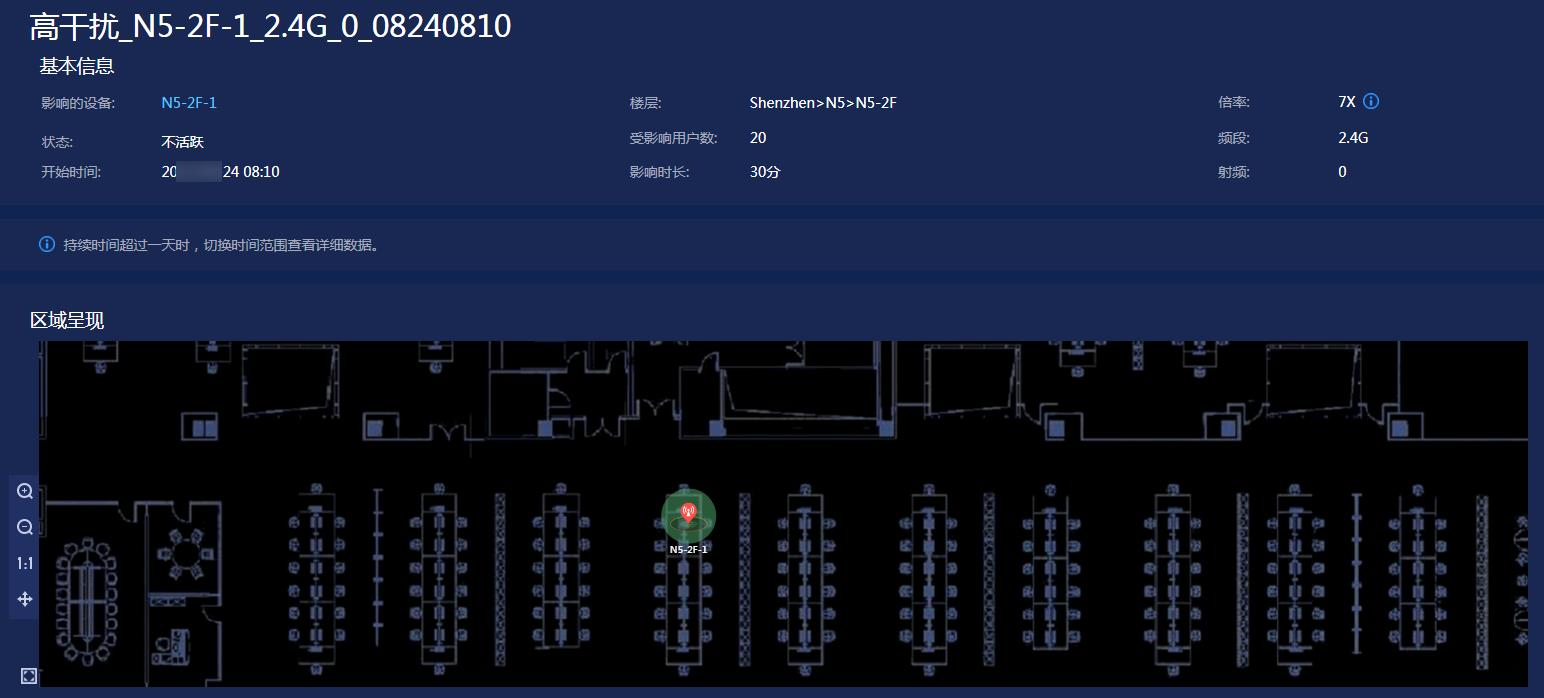 高干扰_N5-2F-1_2.4G_0_08240810
基本信息
影响的设备: N5-2F-1 楼层: Shenzhen>N5>N5-2F 倍率: 7X
状态: 不活跃 受影响用户数: 20 频段: 2.4G
开始时间: 20 24 08:10 影响时长: 30分 射频: 0
持续时间超过一天时，切换时间范围查看详细数据。
区域呈现
N5-2F-1
1:1